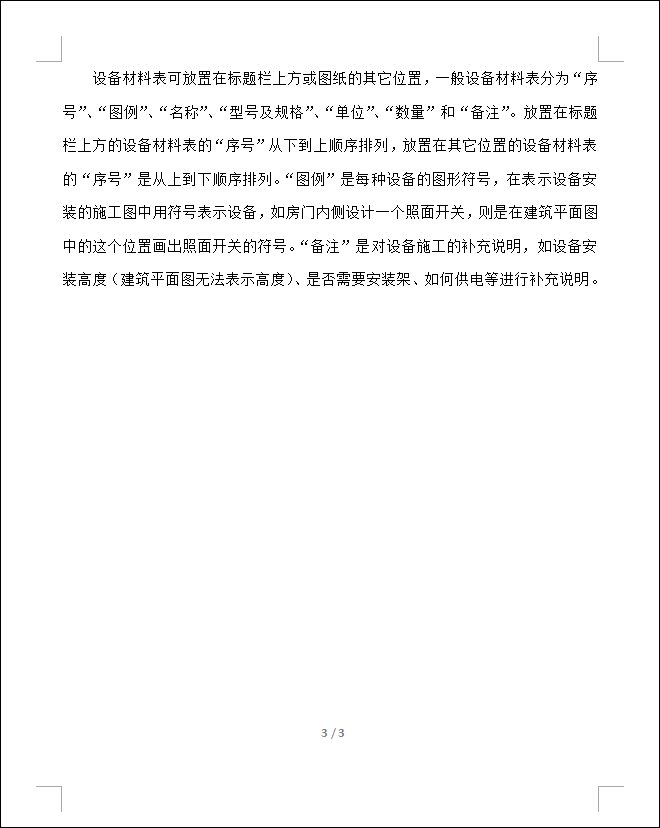 设备材料表可放置在标题栏上方或图纸的其它位置，一般设备材料表分为“序
号”、“图例”、“名称”、“型号及规格”、“单位”、“数量”和“备注”。放置在标题
栏上方的设备材料表的“序号”从下到上顺序排列，放置在其它位置的设备材料表
的“序号”是从上到下顺序排列。“图例”是每种设备的图形符号，在表示设备安
装的施工图中用符号表示设备，如房门内侧设计一个照面开关，则是在建筑平面图
中的这个位置画出照面开关的符号。“备注”是对设备施工的补充说明，如设备安
装高度（建筑平面图无法表示高度）、是否需要安装架、如何供电等进行补充说明。
3 / 3